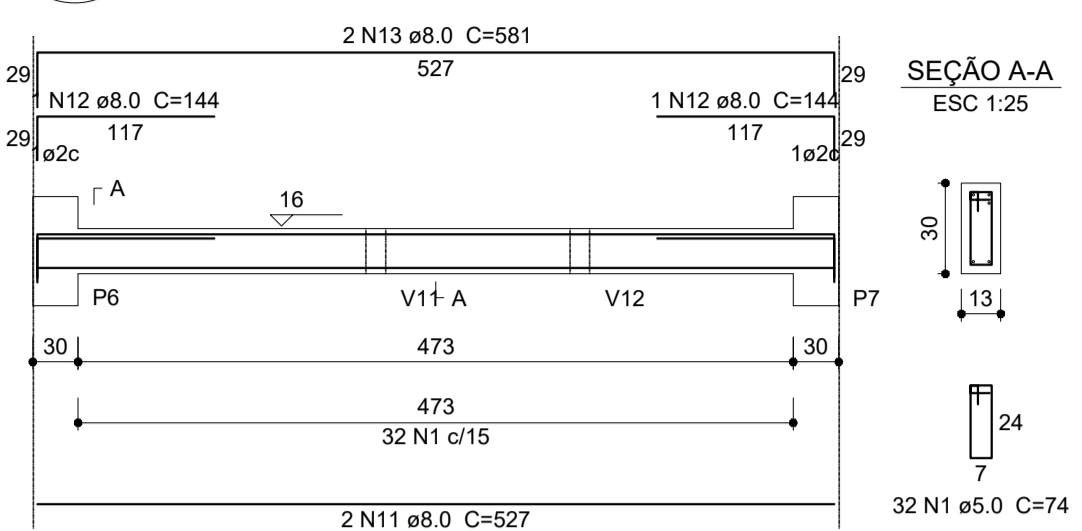 2 N13 ø8.0 C=581
29
527
29
SEÇÃO A-A
ESC 1:25
1 N12 ø8.0 C=144
1 N12 ø8.0 C=144
29
117
117
29
1ø2c
1ø2c
A
16
30
13
P6
V11
A
V12
P7
30
473
30
473
32 N1 c/15
24
7
32 N1 ø5.0 C=74
2 N11 ø8.0 C=527